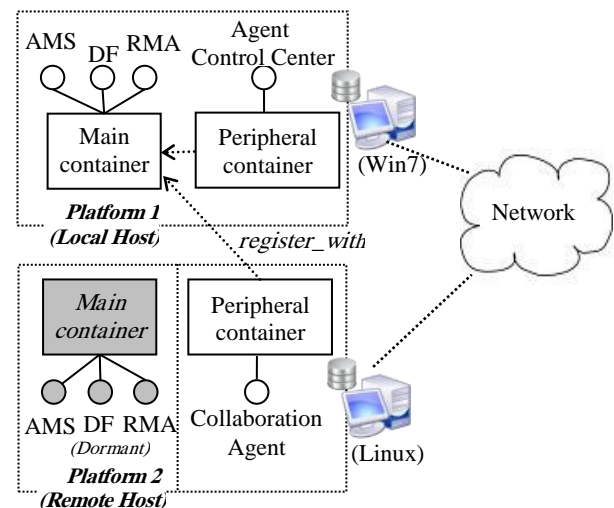 AMS
DF
RMA
Agent
Control Center
Main
container
Peripheral
container
(Win7)
Platform 1
(Local Host)
register_with
Network
Main
container
Peripheral
container
AMS DF RMA
(Dormant)
Collaboration
Agent
(Linux)
Platform 2
(Remote Host)